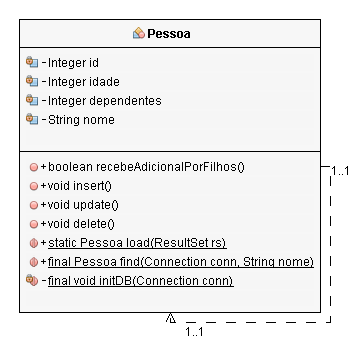 Pessoa
- Integer id
- Integer idade
- Integer dependentes
- String nome
+ boolean recebeAdicionalPorFilhos()
+ void insert()
+ void update()
+ void delete()
+ static Pessoa load(ResultSet rs)
+ final Pessoa find(Connection conn, String nome)
- final void initDB(Connection conn)
1..1
1..1